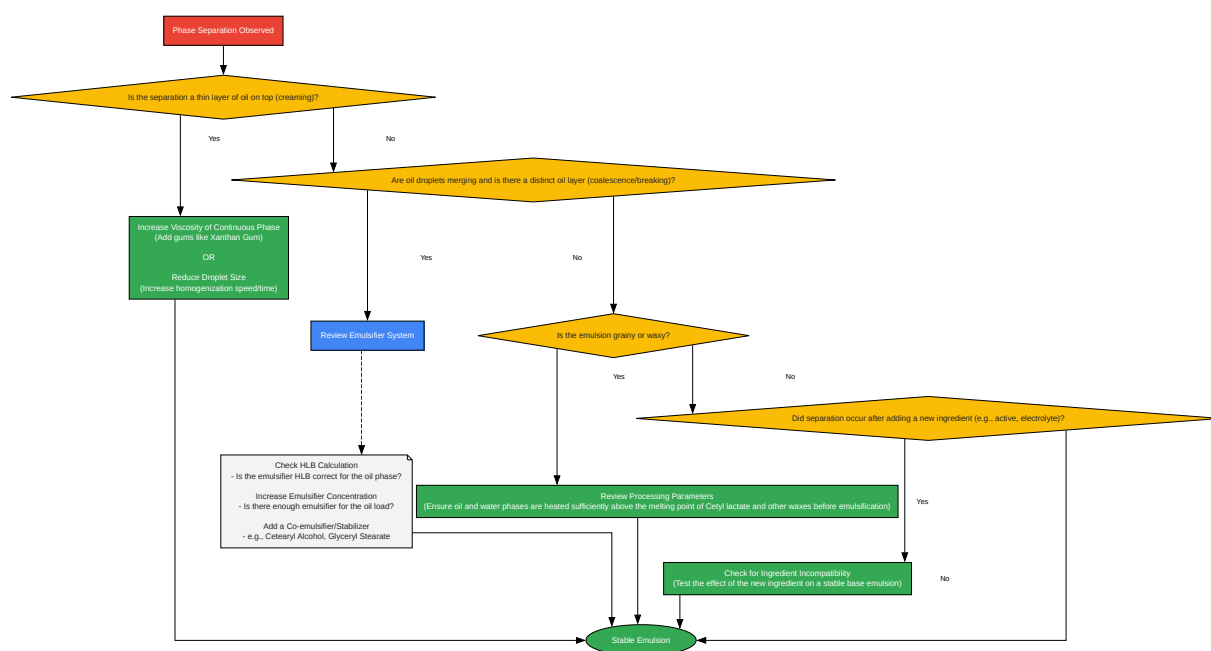 Phase Separation Observed
Is the separation a thin layer of oil on top (creaming)?
Yes
No
Are oil droplets merging and is there a distinct oil layer (coalescence/breaking)?
Increase Viscosity of Continuous Phase
(Add gums like Xanthan Gum)
OR
Reduce Droplet Size
(Increase homogenization speed/time)
Yes
No
Review Emulsifier System
Is the emulsion grainy or waxy?
Yes
No
Did separation occur after adding a new ingredient (e.g., active, electrolyte)?
Check HLB Calculation
- Is the emulsifier HLB correct for the oil phase?
Increase Emulsifier Concentration
- Is there enough emulsifier for the oil load?
Add a Co-emulsifier/Stabilizer
- e.g., Cetearyl Alcohol, Glyceryl Stearate
Review Processing Parameters
(Ensure oil and water phases are heated sufficiently above the melting point of Cetyl lactate and other waxes before emulsification)
Yes
Check for Ingredient Incompatibility
(Test the effect of the new ingredient on a stable base emulsion)
No
Stable Emulsion